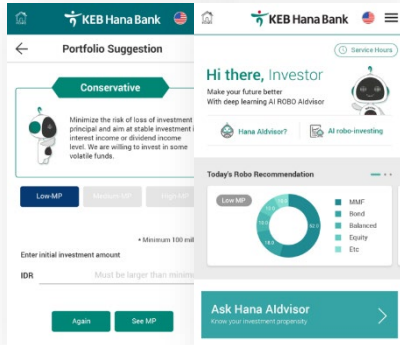 KEB Hana Bank
Portfolio Suggestion
Conservative
Minimize the risk of loss of investment
principal and aim at stable investment i
interest income or dividend income
level. We are willing to invest in some
volatile funds.
Low-MP
Medium-MP
High-MP
• Minimum 100 mil
Enter initial investment amount
IDR
Must be larger than minim
Again
See MP
KEB Hana Bank
Service Hours
Hi there, Investor
Make your future better
With deep learning AI ROBO AIdvisor
Hana AIdvisor?
AI robo-investing
Today's Robo Recommendation
Low MP
MMF
Bond
Balanced
Equity
Etc
Ask Hana AIdvisor
Know your investment propensity